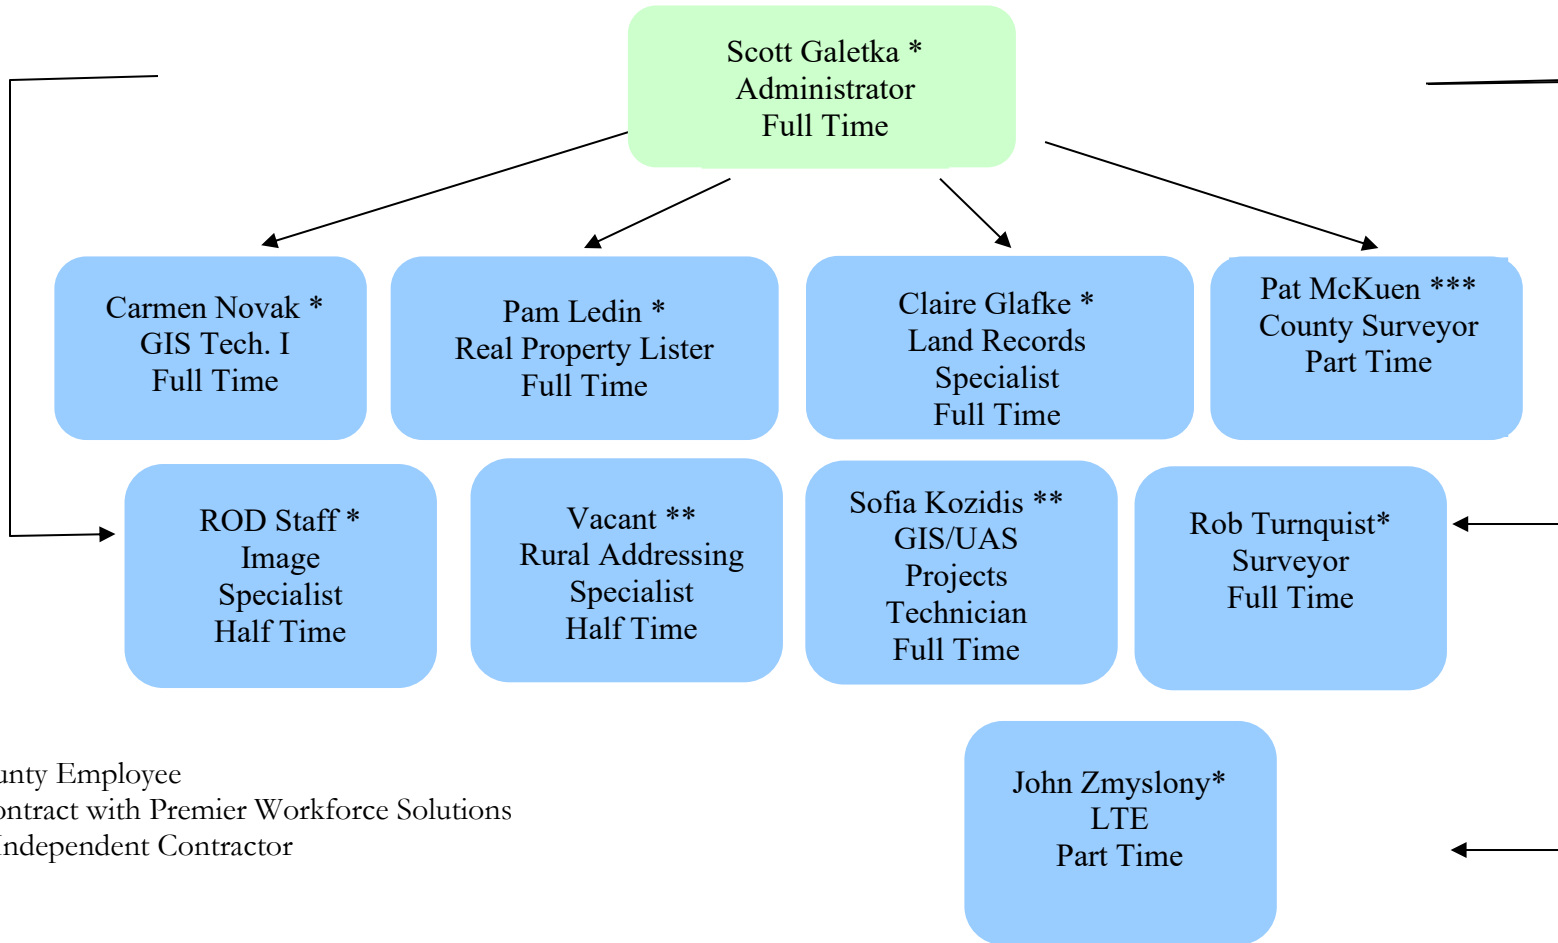 Scott Galetka *
Administrator
Full Time
Carmen Novak *
GIS Tech. I
Full Time
Pam Ledin *
Real Property Lister
Full Time
Claire Glafke *
Land Records
Specialist
Full Time
Pat McKuen ***
County Surveyor
Part Time
ROD Staff *
Image
Specialist
Half Time
Vacant **
Rural Addressing
Specialist
Half Time
Sofia Kozidis **
GIS/UAS
Projects
Technician
Full Time
Rob Turnquist*
Surveyor
Full Time
John Zmyslony*
LTE
Part Time
unty Employee
ontract with Premier Workforce Solutions
Independent Contractor